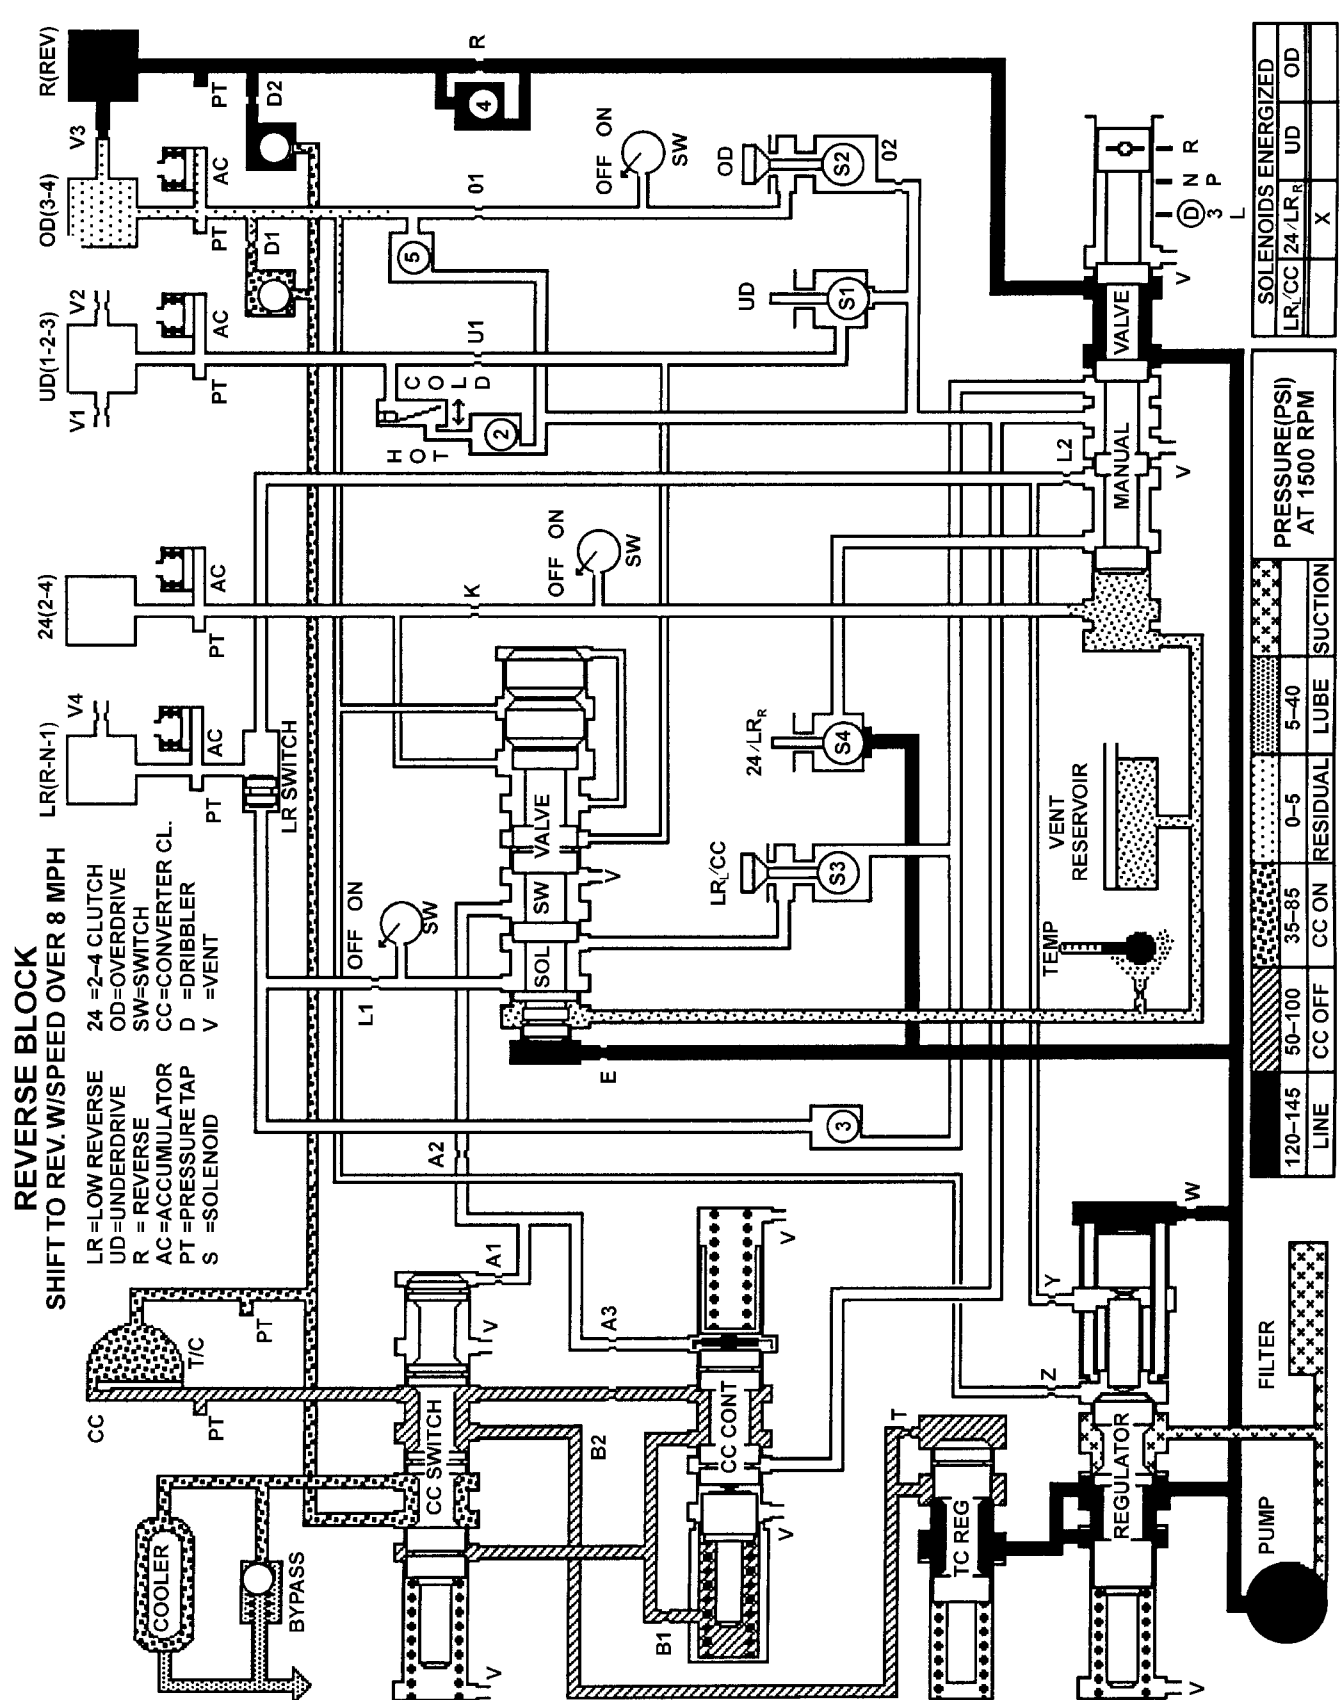 REVERSE BLOCK
SHIFT TO REV. W/SPEED OVER 8 MPH
LR =LOW REVERSE
UD=UNDERDRIVE
R = REVERSE
AC=ACCUMULATOR
PT =PRESSURE TAP
S =SOLENOID
24 =2–4 CLUTCH
OD=OVERDRIVE
SW=SWITCH
CC=CONVERTER CL.
D =DRIBBLER
V =VENT
LR(R-N-1)
V4
24(2-4)
UD(1-2-3)
V1
V2
OD(3-4)
V3
R(REV)
PT
AC
PT
AC
PT
AC
PT
AC
PT
D1
D2
LR SWITCH
CC
T/C
PT
PT
COOLER
BYPASS
CC SWITCH
V
V
A1
A2
A3
B2
B1
CC CONT
V
V
L1
OFF ON
SW
K
OFF ON
SW
HOT
COLD
2
U1
5
01
R
4
OFF ON
SW
SOL SW VALVE
V
E
3
LRL/CC
S3
24/LRR
S4
UD
S1
OD
S2
02
TEMP
VENT
RESERVOIR
L2
MANUAL VALVE
V
V
D
3
L
N
P
R
T
TC REG
Z
Y
W
REGULATOR
V
PUMP
FILTER
120–145 50–100 35–85 0–5 5–40
LINE CC OFF CC ON RESIDUAL LUBE SUCTION
PRESSURE(PSI)
AT 1500 RPM
SOLENOIDS ENERGIZED
LRL/CC 24/LRR UD OD
X